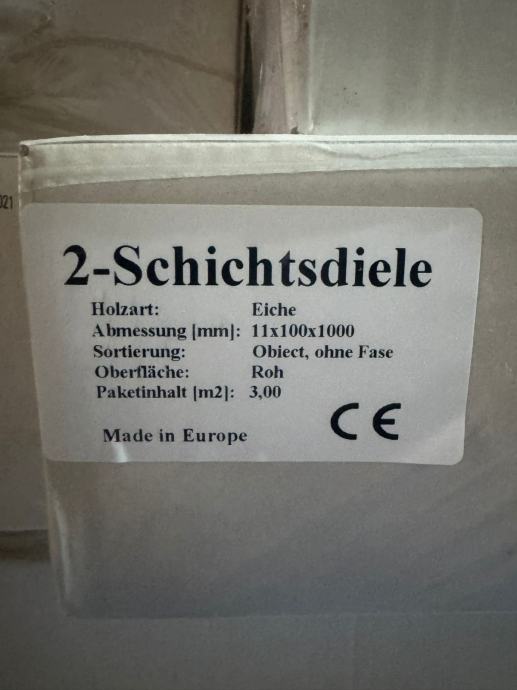 021
2-Schichtsdiele
Holzart: Eiche
Abmessung [mm]: 11x100x1000
Sortierung: Obiect, ohne Fase
Oberfläche: Roh
Paketinhalt [m2]: 3,00
Made in Europe CE